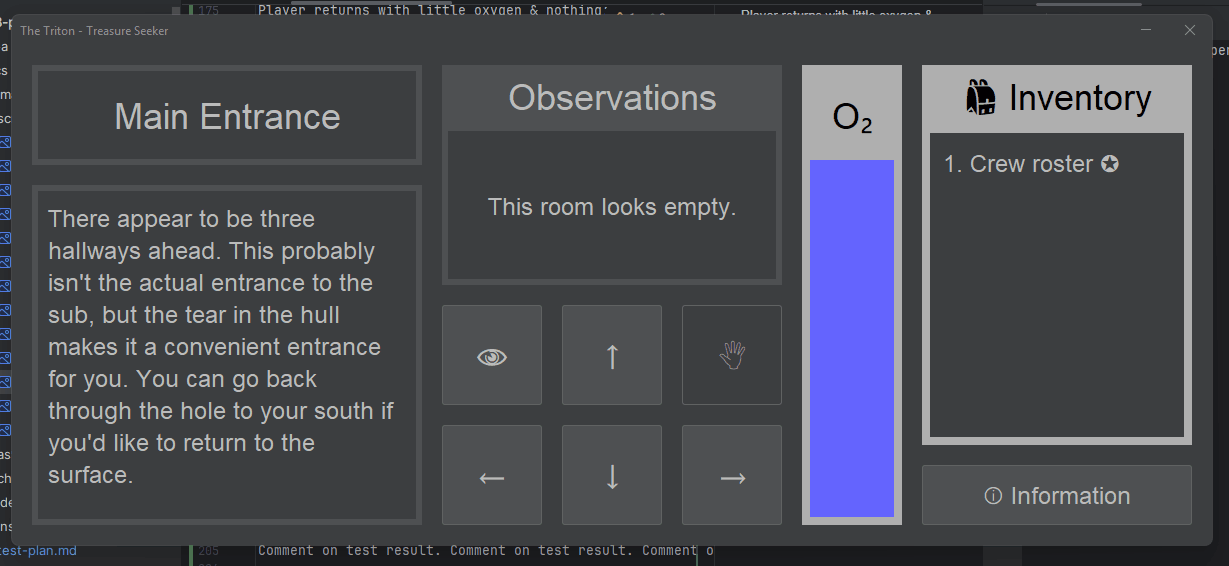 175 Player returns with little oxygen & nothing:
The Triton - Treasure Seeker
Main Entrance
There appear to be three
hallways ahead. This probably
isn't the actual entrance to the
sub, but the tear in the hull
makes it a convenient entrance
for you. You can go back
through the hole to your south if
you'd like to return to the
surface.
Observations
This room looks empty.
O₂
Inventory
1. Crew roster ✪
Information
test-plan.md
205 Comment on test result. Comment on test result. Comment o